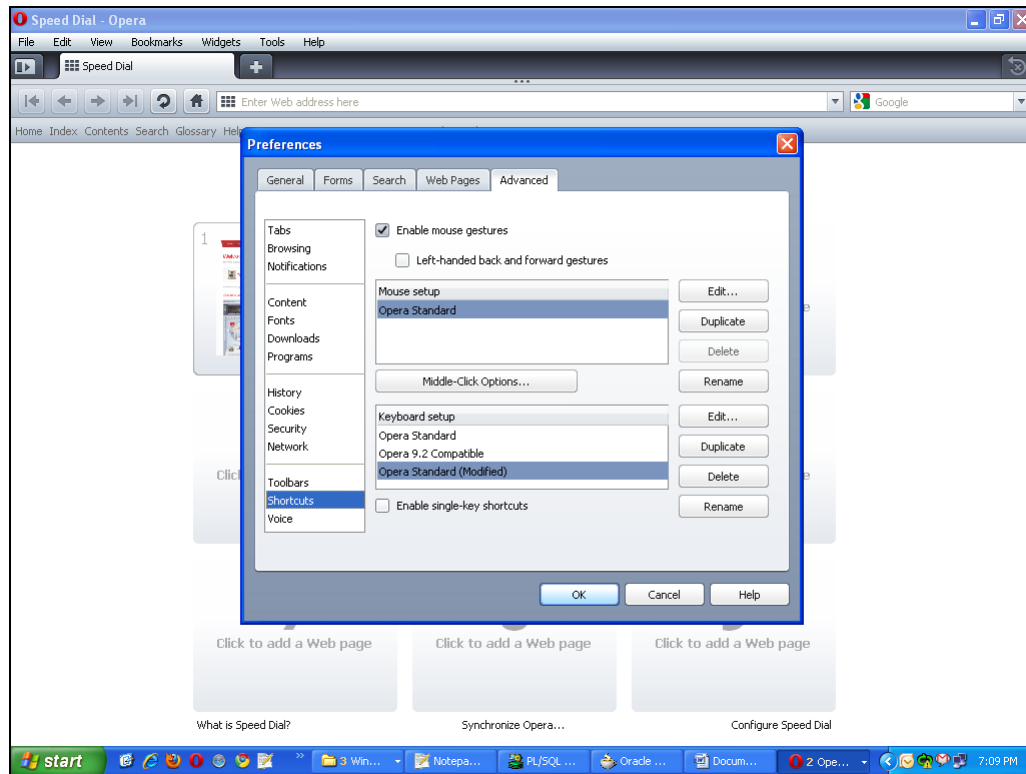 Speed Dial - Opera
File Edit View Bookmarks Widgets Tools Help
Speed Dial
Enter Web address here
Google
Home Index Contents Search Glossary Help
Preferences
General Forms Search Web Pages Advanced
Tabs
Browsing
Notifications
Content
Fonts
Downloads
Programs
History
Cookies
Security
Network
Toolbars
Shortcuts
Voice
Enable mouse gestures
Left-handed back and forward gestures
Mouse setup
Opera Standard
Edit...
Duplicate
Delete
Rename
Middle-Click Options...
Keyboard setup
Opera Standard
Opera 9.2 Compatible
Opera Standard (Modified)
Edit...
Duplicate
Delete
Rename
Enable single-key shortcuts
OK Cancel Help
1
Click to add a Web page Click to add a Web page Click to add a Web page
What is Speed Dial? Synchronize Opera... Configure Speed Dial
start 3 Win... Notepa... PL/SQL ... Oracle ... Docum... 2 Ope... 7:09 PM